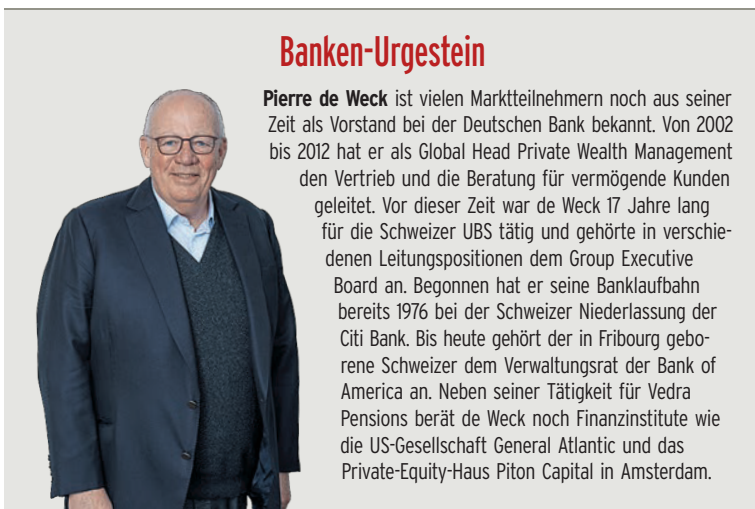 Banken-Urgestein
Pierre de Weck ist vielen Marktteilnehmern noch aus seiner
Zeit als Vorstand bei der Deutschen Bank bekannt. Von 2002
bis 2012 hat er als Global Head Private Wealth Management
den Vertrieb und die Beratung für vermögende Kunden
geleitet. Vor dieser Zeit war de Weck 17 Jahre lang
für die Schweizer UBS tätig und gehörte in verschie-
denen Leitungspositionen dem Group Executive
Board an. Begonnen hat er seine Banklaufbahn
bereits 1976 bei der Schweizer Niederlassung der
Citi Bank. Bis heute gehört der in Fribourg gebo-
rene Schweizer dem Verwaltungsrat der Bank of
America an. Neben seiner Tätigkeit für Vedra
Pensions berät de Weck noch Finanzinstitute wie
die US-Gesellschaft General Atlantic und das
Private-Equity-Haus Piton Capital in Amsterdam.